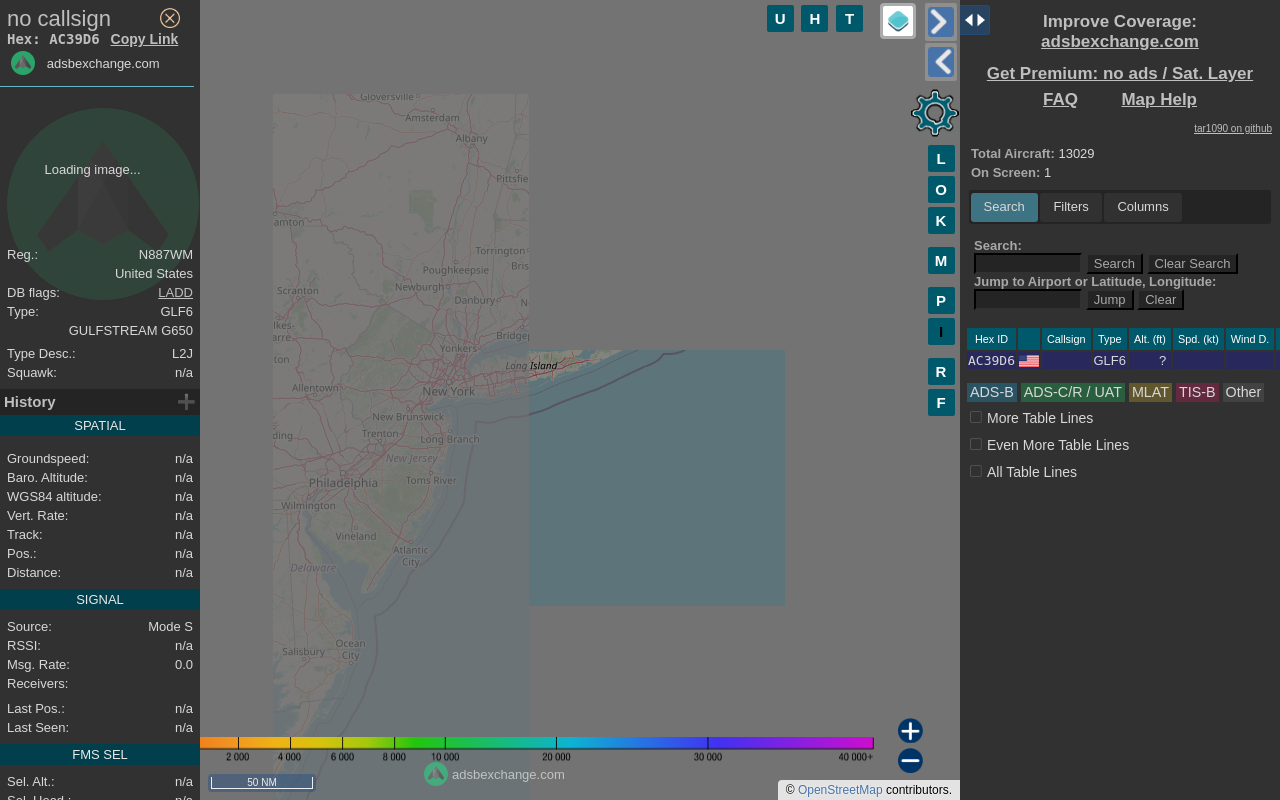 no callsign
Hex: AC39D6 Copy Link
adsbexchange.com
Loading image...
Reg.: N887WM
United States
DB flags: LADD
Type: GLF6
GULFSTREAM G650
Type Desc.: L2J
Squawk: n/a
History
SPATIAL
Groundspeed: n/a
Baro. Altitude: n/a
WGS84 altitude: n/a
Vert. Rate: n/a
Track: n/a
Pos.: n/a
Distance: n/a
SIGNAL
Source: Mode S
RSSI: n/a
Msg. Rate: 0.0
Receivers:
Last Pos.: n/a
Last Seen: n/a
FMS SEL
Sel. Alt.: n/a
Sel. Head.: n/a
U H T
L
O
K
M
P
I
R
F
Gloversville
Amsterdam
Albany
Pittsfie
amton
Torrington
Bris
Poughkeepsie
Newburgh
Scranton
Danbury
N
lkes-
arre
Bridgep
Yonkers
ton
Long Island
Allentown
New York
New Brunswick
Trenton
Long Branch
ding
New Jersey
Philadelphia
Toms River
Wilmington
Vineland
Atlantic
City
Delaware
Ocean
City
Salisbury
2 000 4 000 6 000 8 000 10 000 20 000 30 000 40 000+
adsbexchange.com
50 NM
© OpenStreetMap contributors.
Improve Coverage:
adsbexchange.com
Get Premium: no ads / Sat. Layer
FAQ Map Help
tar1090 on github
Total Aircraft: 13029
On Screen: 1
Search Filters Columns
Search:
Search Clear Search
Jump to Airport or Latitude, Longitude:
Jump Clear
Hex ID Callsign Type Alt. (ft) Spd. (kt) Wind D.
AC39D6 GLF6 ?
ADS-B ADS-C/R / UAT MLAT TIS-B Other
More Table Lines
Even More Table Lines
All Table Lines